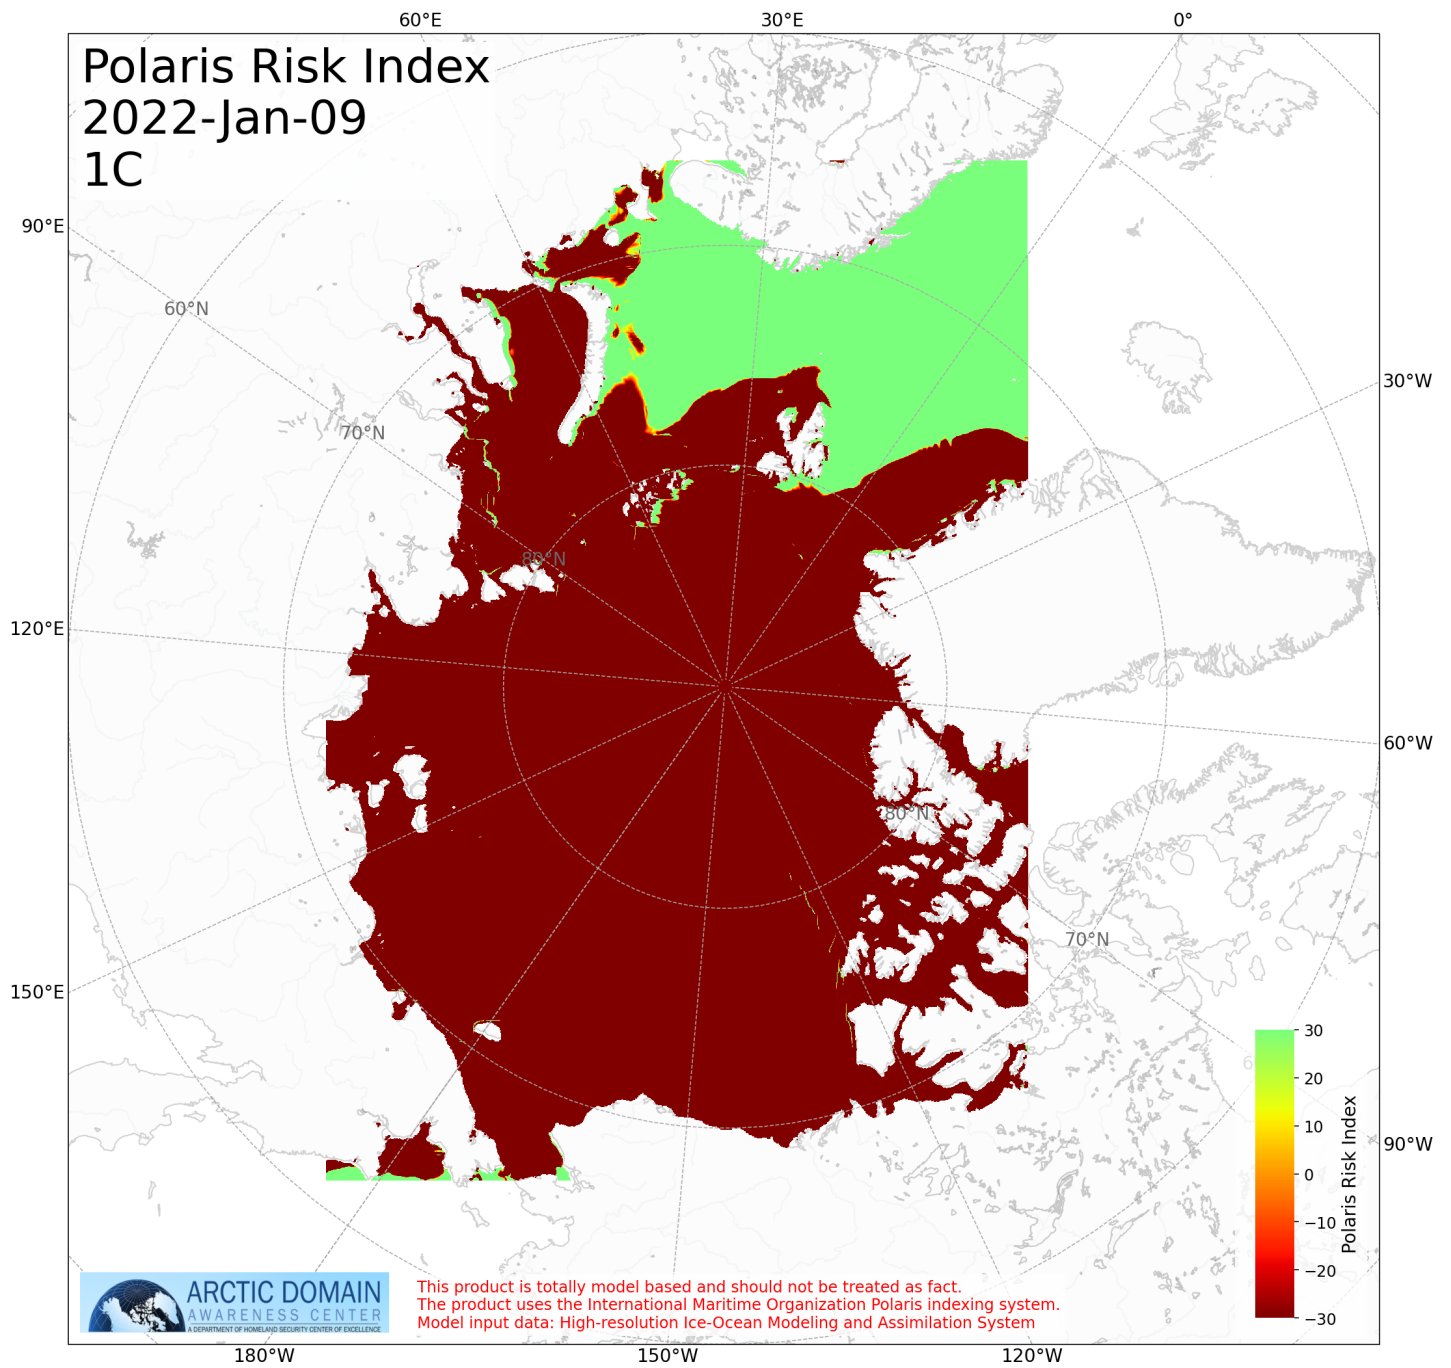 60°E 30°E 0°
Polaris Risk Index
2022-Jan-09
1C
90°E
60°N
30°W
70°N
80°N
120°E
60°W
80°N
70°N
150°E
30
20
10
0
−10
−20
−30
Polaris Risk Index
90°W
ARCTIC DOMAIN
AWARENESS CENTER
A DEPARTMENT OF HOMELAND SECURITY CENTER OF EXCELLENCE
This product is totally model based and should not be treated as fact.
The product uses the International Maritime Organization Polaris indexing system.
Model input data: High-resolution Ice-Ocean Modeling and Assimilation System
180°W 150°W 120°W